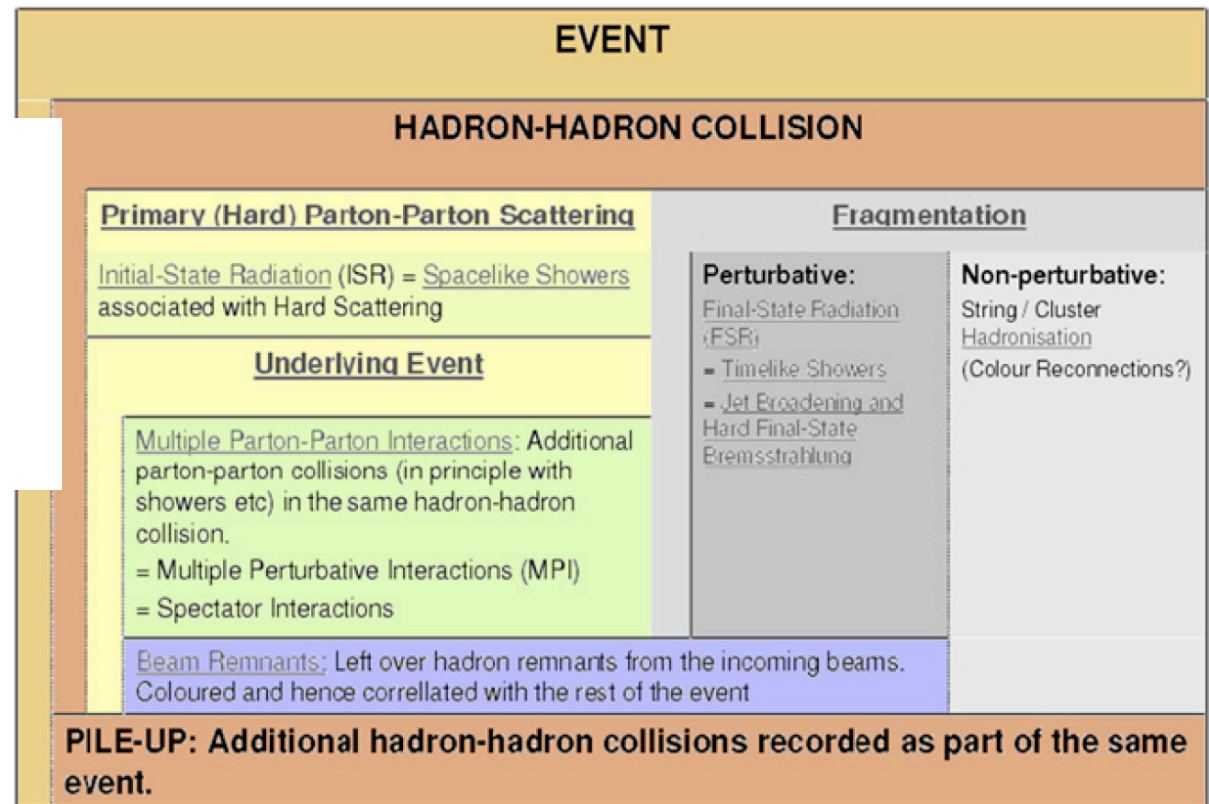 EVENT
HADRON-HADRON COLLISION
Primary (Hard) Parton-Parton Scattering
Initial-State Radiation (ISR) = Spacelike Showers
associated with Hard Scattering
Underlying Event
Multiple Parton-Parton Interactions: Additional
parton-parton collisions (in principle with
showers etc) in the same hadron-hadron
collision.
= Multiple Perturbative Interactions (MPI)
= Spectator Interactions
Fragmentation
Perturbative:
Final-State Radiation
(FSR)
= Timelike Showers
= Jet Broadening and
Hard Final-State
Bremsstrahlung
Non-perturbative:
String / Cluster
Hadronisation
(Colour Reconnections?)
Beam Remnants: Left over hadron remnants from the incoming beams.
Coloured and hence correllated with the rest of the event
PILE-UP: Additional hadron-hadron collisions recorded as part of the same
event.